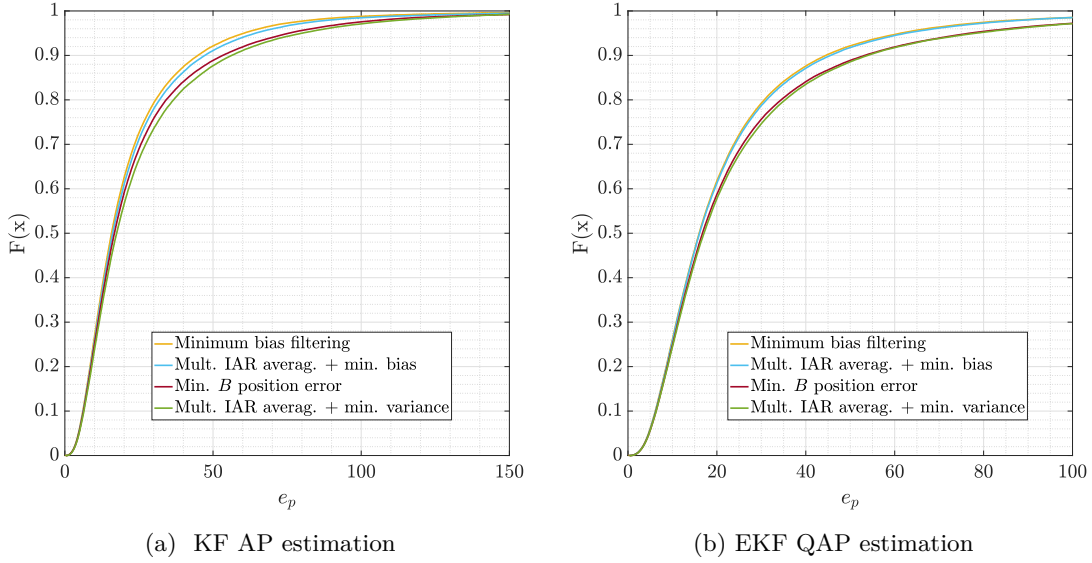 1
0.9
0.8
0.7
0.6
0.5
0.4
0.3
0.2
0.1
0
F(x)
0 50 100 150
e_p
Minimum bias filtering
Mult. IAR averag. + min. bias
Min. B position error
Mult. IAR averag. + min. variance
(a) KF AP estimation
1
0.9
0.8
0.7
0.6
0.5
0.4
0.3
0.2
0.1
0
F(x)
0 20 40 60 80 100
e_p
Minimum bias filtering
Mult. IAR averag. + min. bias
Min. B position error
Mult. IAR averag. + min. variance
(b) EKF QAP estimation